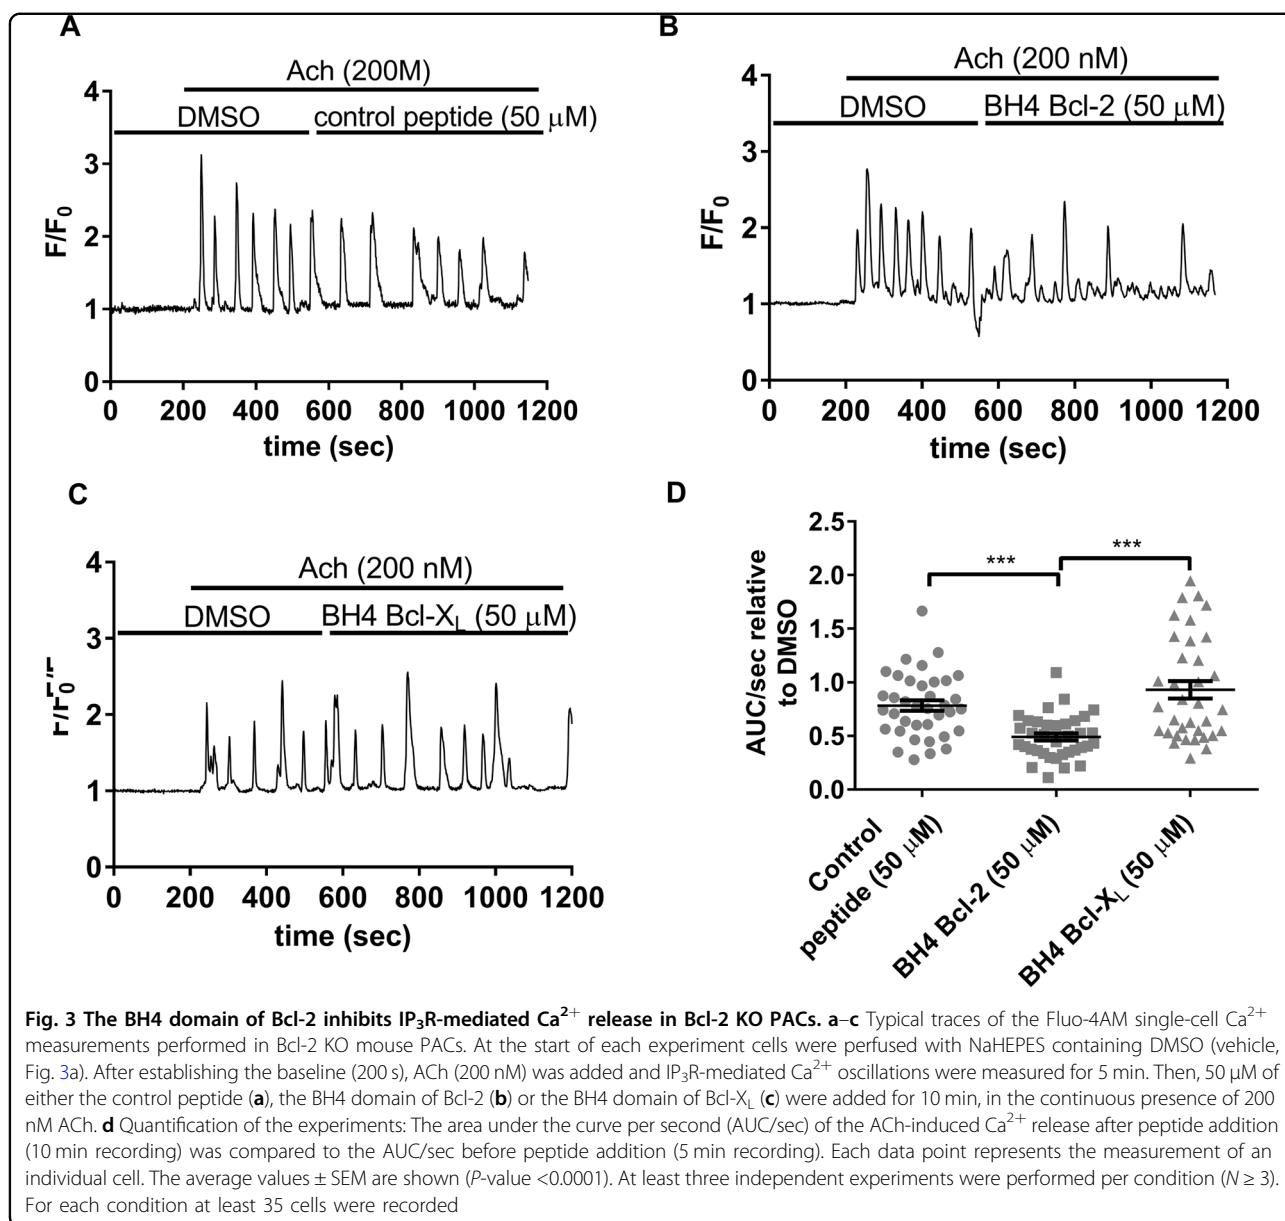 A
Ach (200M)
DMSO
control peptide (50 μM)
4
3
2
1
0
F/F0
0 200 400 600 800 1000 1200
time (sec)
B
Ach (200 nM)
DMSO
BH4 Bcl-2 (50 μM)
4
3
2
1
0
F/F0
0 200 400 600 800 1000 1200
time (sec)
C
Ach (200 nM)
DMSO
BH4 Bcl-XL (50 μM)
4
3
2
1
0
0 200 400 600 800 1000 1200
time (sec)
D
2.5
2.0
1.5
1.0
0.5
0.0
AUC/sec relative
to DMSO
***
***
Control
peptide (50 μM)
BH4 Bcl-2 (50 μM)
BH4 Bcl-XL (50 μM)
Fig. 3 The BH4 domain of Bcl-2 inhibits IP3R-mediated Ca2+ release in Bcl-2 KO PACs. a–c Typical traces of the Fluo-4AM single-cell Ca2+
measurements performed in Bcl-2 KO mouse PACs. At the start of each experiment cells were perfused with NaHEPES containing DMSO (vehicle,
Fig. 3a). After establishing the baseline (200 s), ACh (200 nM) was added and IP3R-mediated Ca2+ oscillations were measured for 5 min. Then, 50 μM of
either the control peptide (a), the BH4 domain of Bcl-2 (b) or the BH4 domain of Bcl-XL (c) were added for 10 min, in the continuous presence of 200
nM ACh. d Quantification of the experiments: The area under the curve per second (AUC/sec) of the ACh-induced Ca2+ release after peptide addition
(10 min recording) was compared to the AUC/sec before peptide addition (5 min recording). Each data point represents the measurement of an
individual cell. The average values ± SEM are shown (P-value <0.0001). At least three independent experiments were performed per condition (N ≥ 3).
For each condition at least 35 cells were recorded